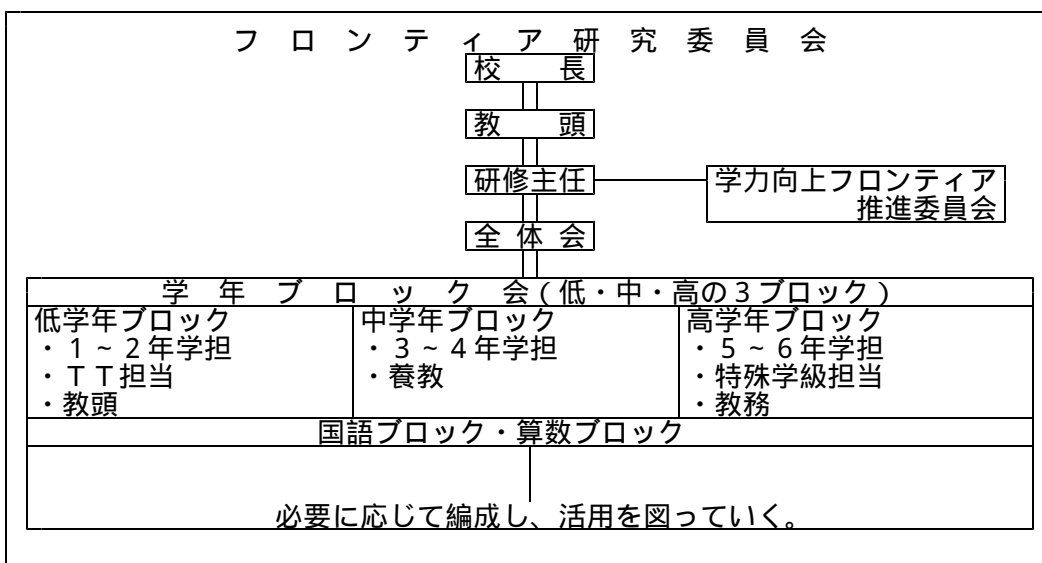 フロンティア研究委員会
校長
教頭
研修主任
学力向上フロンティア
推進委員会
全体会
学年ブロック会（低・中・高の３ブロック）
低学年ブロック
・１～２年学担
・ＴＴ担当
・教頭
中学年ブロック
・３～４年学担
・養教
高学年ブロック
・５～６年学担
・特殊学級担当
・教務
国語ブロック・算数ブロック
必要に応じて編成し、活用を図っていく。